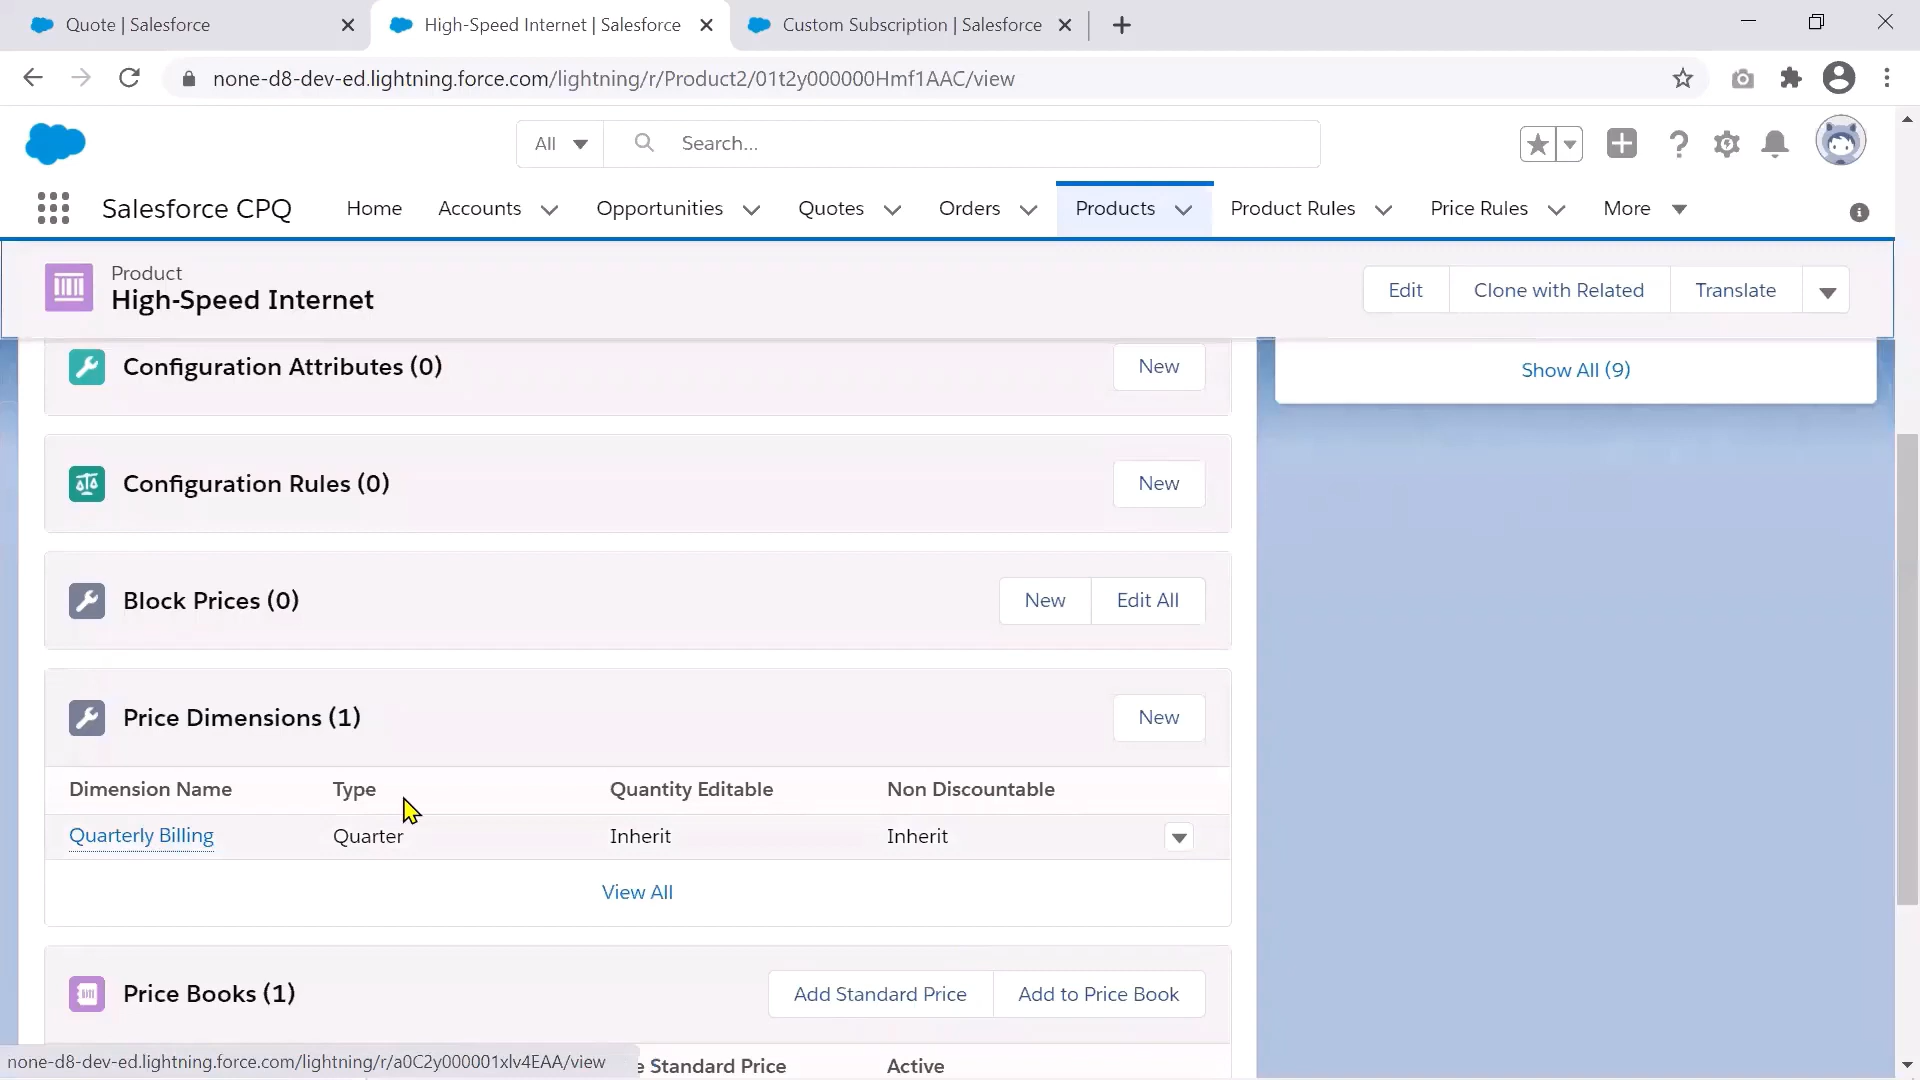 Quote | Salesforce
High-Speed Internet | Salesforce
Custom Subscription | Salesforce
none-d8-dev-ed.lightning.force.com/lightning/r/Product2/01t2y000000Hmf1AAC/view
All
Search...
Salesforce CPQ
Home
Accounts
Opportunities
Quotes
Orders
Products
Product Rules
Price Rules
More
Product
High-Speed Internet
Edit
Clone with Related
Translate
Configuration Attributes (0)
New
Show All (9)
Configuration Rules (0)
New
Block Prices (0)
New
Edit All
Price Dimensions (1)
New
Dimension Name
Type
Quantity Editable
Non Discountable
Quarterly Billing
Quarter
Inherit
Inherit
View All
Price Books (1)
Add Standard Price
Add to Price Book
none-d8-dev-ed.lightning.force.com/lightning/r/a0C2y000001xlv4EAA/view
e Standard Price
Active